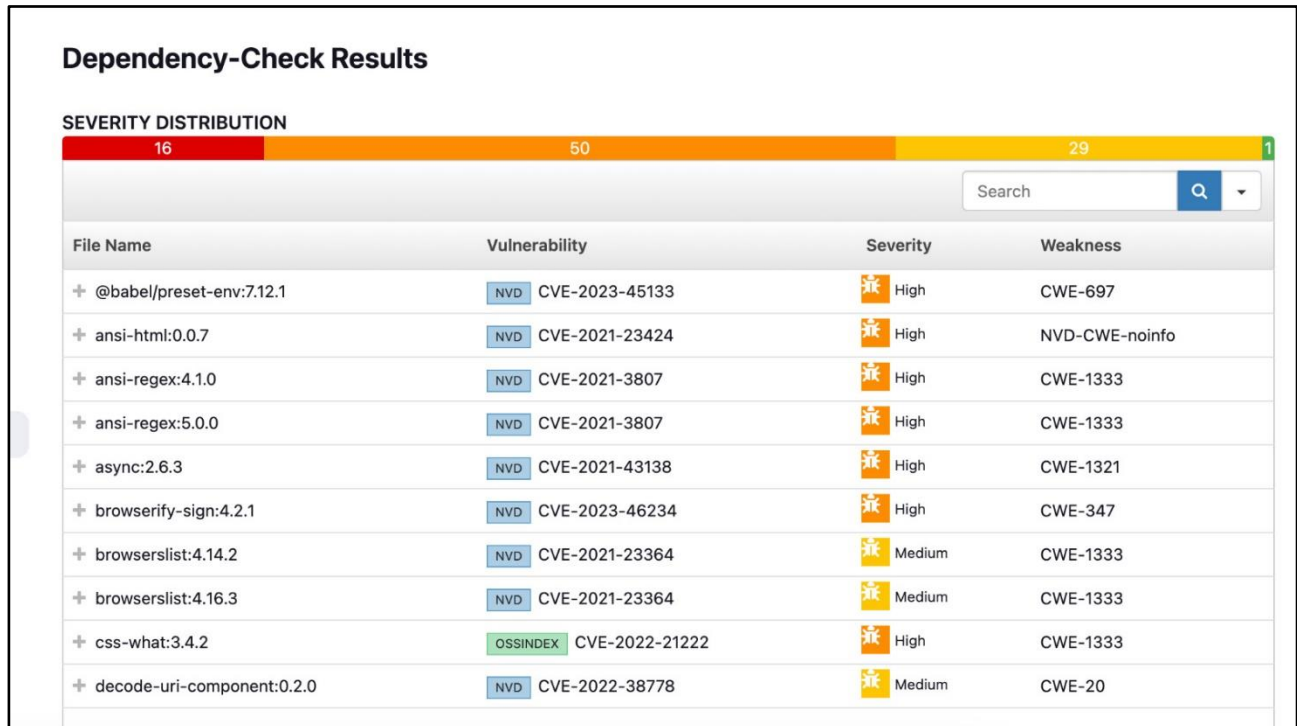 Dependency-Check Results
SEVERITY DISTRIBUTION
16 50 29 1
Search
File Name Vulnerability Severity Weakness
@babel/preset-env:7.12.1 NVD CVE-2023-45133 High CWE-697
ansi-html:0.0.7 NVD CVE-2021-23424 High NVD-CWE-noinfo
ansi-regex:4.1.0 NVD CVE-2021-3807 High CWE-1333
ansi-regex:5.0.0 NVD CVE-2021-3807 High CWE-1333
async:2.6.3 NVD CVE-2021-43138 High CWE-1321
browserify-sign:4.2.1 NVD CVE-2023-46234 High CWE-347
browserslist:4.14.2 NVD CVE-2021-23364 Medium CWE-1333
browserslist:4.16.3 NVD CVE-2021-23364 Medium CWE-1333
css-what:3.4.2 OSSINDEX CVE-2022-21222 High CWE-1333
decode-uri-component:0.2.0 NVD CVE-2022-38778 Medium CWE-20